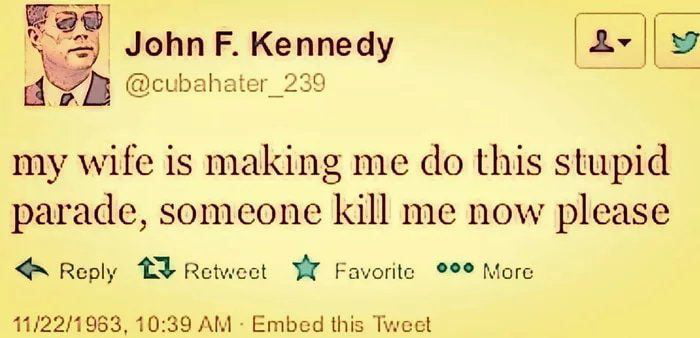 John F. Kennedy
@cubahater_239
my wife is making me do this stupid
parade, someone kill me now please
Reply Retweet Favorite More
11/22/1963, 10:39 AM · Embed this Tweet